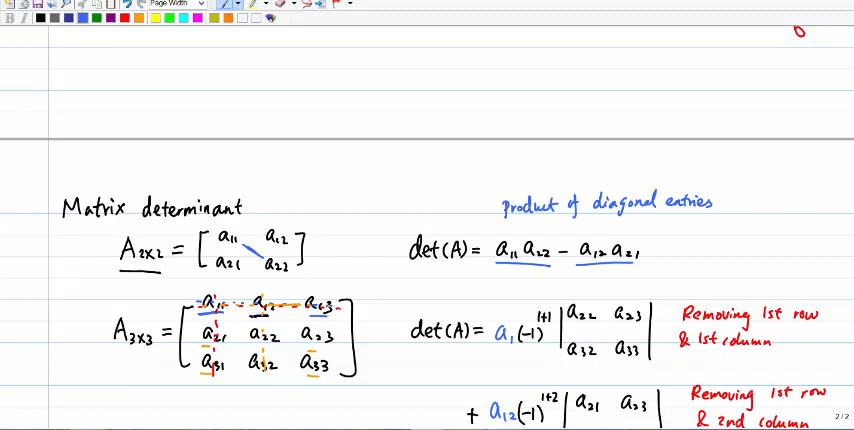 Page Width
B I
Matrix determinant
product of diagonal entries
A2x2 = [ a11 a12
a21 a22 ]
det(A) = a11 a22 - a12 a21
A3x3 = [ a11 a12 a13
a21 a22 a23
a31 a32 a33 ]
det(A) = a1 (-1)^1+1 | a22 a23
a32 a33 |
Removing 1st row
& 1st column
+ a12 (-1)^1+2 | a21 a23 |
Removing 1st row
& 2nd column
2/2